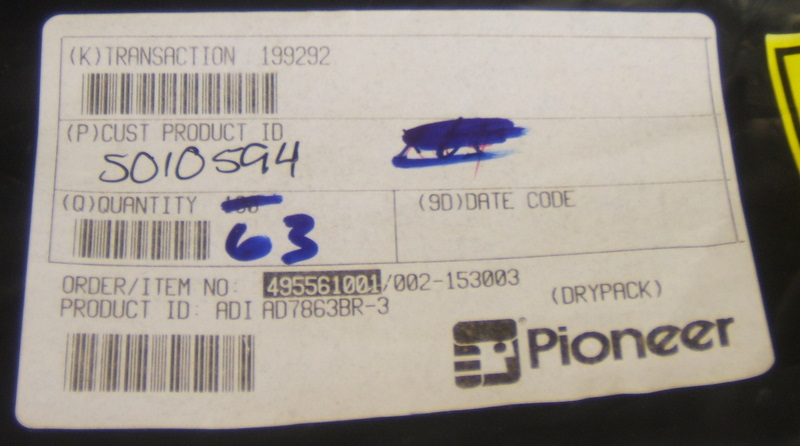 (K)TRANSACTION 199292
(P)CUST PRODUCT ID
5010594
(Q)QUANTITY
63
(9D)DATE CODE
ORDER/ITEM NO: 495561001/002-153003
(DRYPACK)
PRODUCT ID: ADI AD7863BR-3
Pioneer